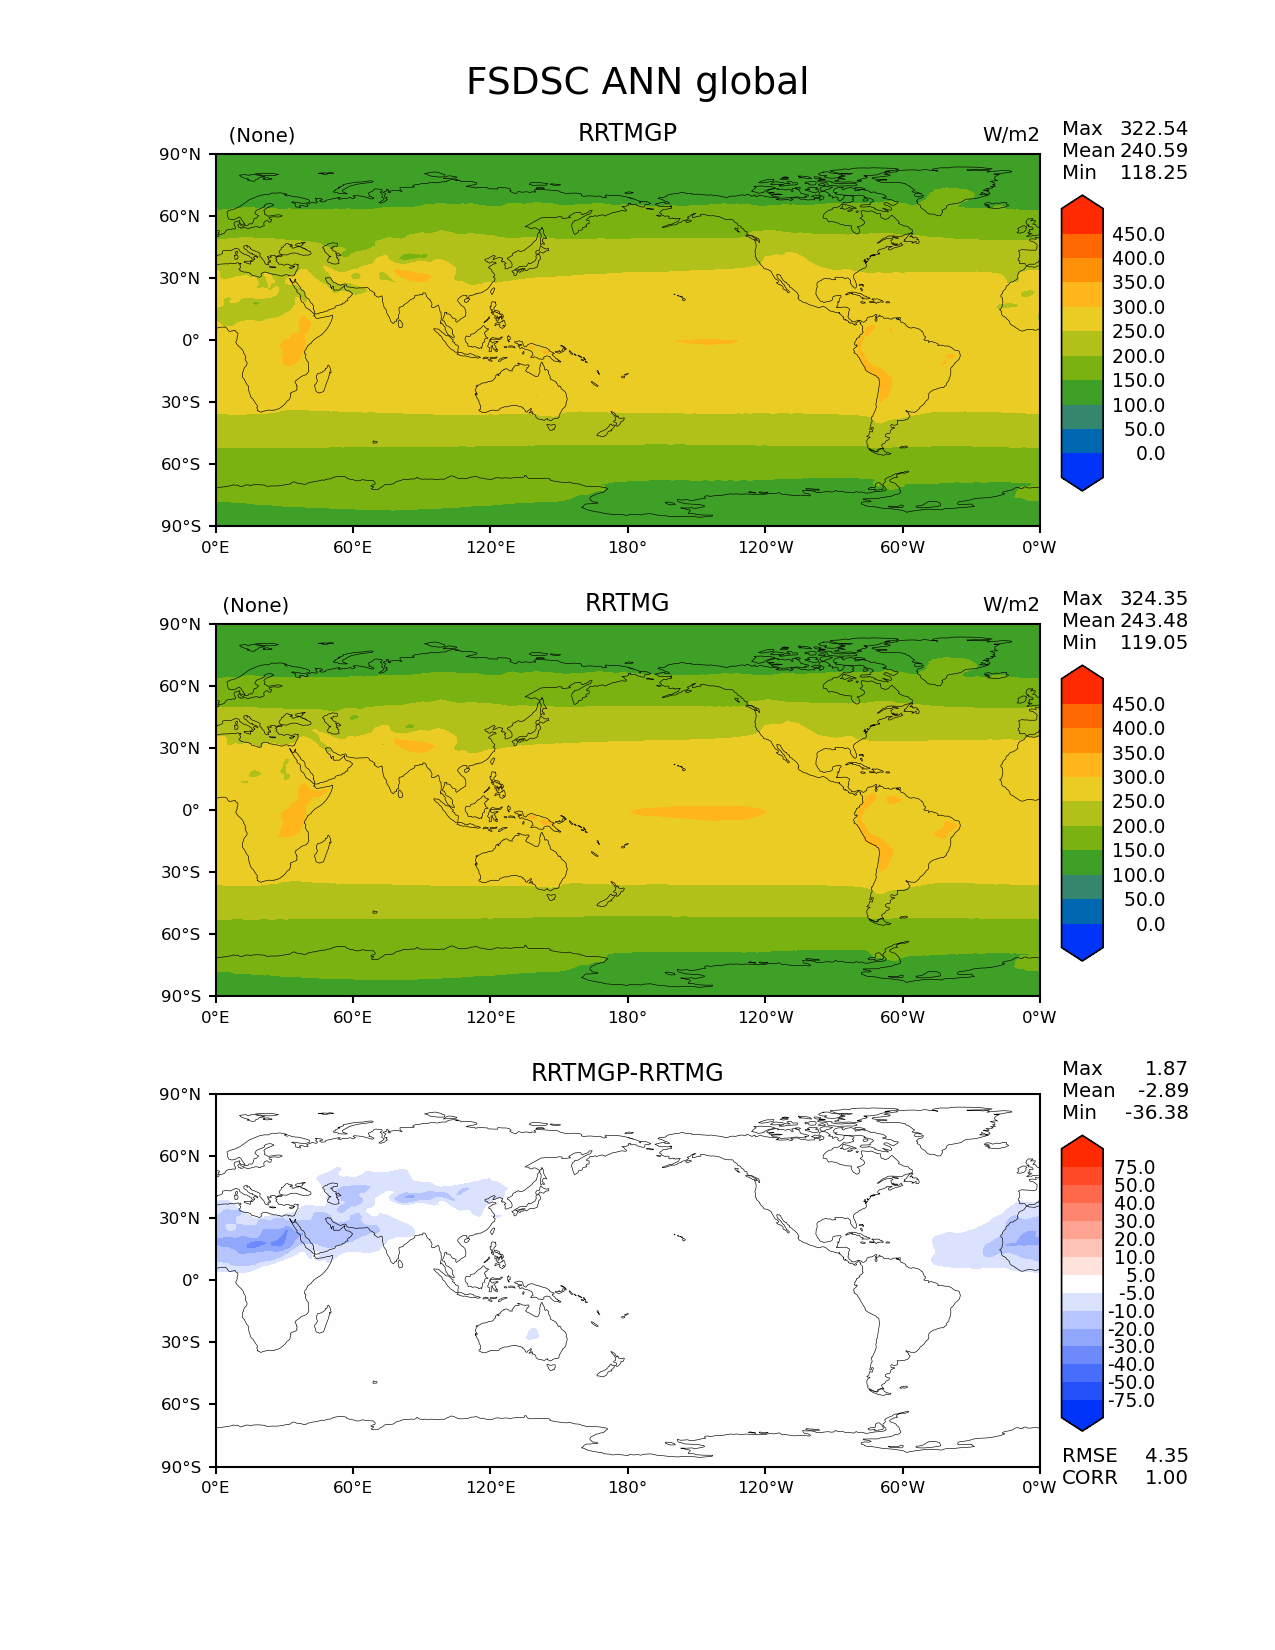 FSDSC ANN global
(None) RRTMGP W/m2
Max 322.54
Mean 240.59
Min 118.25
90°N
60°N
30°N
0°
30°S
60°S
90°S
0°E 60°E 120°E 180° 120°W 60°W 0°W
450.0
400.0
350.0
300.0
250.0
200.0
150.0
100.0
50.0
0.0
(None) RRTMG W/m2
Max 324.35
Mean 243.48
Min 119.05
90°N
60°N
30°N
0°
30°S
60°S
90°S
0°E 60°E 120°E 180° 120°W 60°W 0°W
450.0
400.0
350.0
300.0
250.0
200.0
150.0
100.0
50.0
0.0
RRTMGP-RRTMG
Max 1.87
Mean -2.89
Min -36.38
90°N
60°N
30°N
0°
30°S
60°S
90°S
0°E 60°E 120°E 180° 120°W 60°W 0°W
75.0
50.0
40.0
30.0
20.0
10.0
5.0
-5.0
-10.0
-20.0
-30.0
-40.0
-50.0
-75.0
RMSE 4.35
CORR 1.00